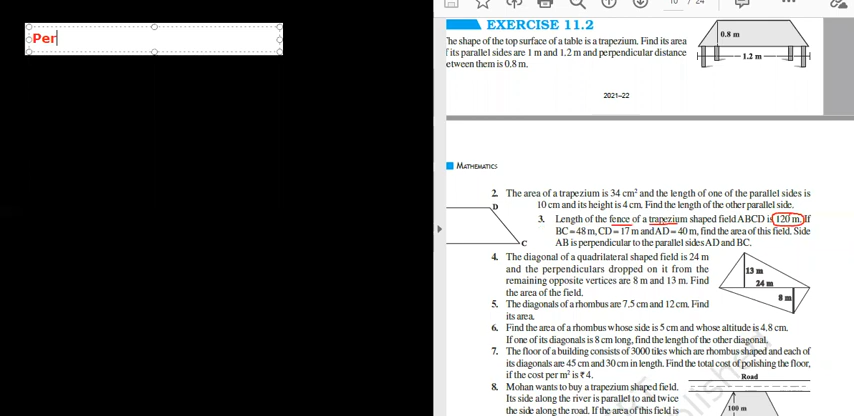 Per
10 / 24
EXERCISE 11.2
he shape of the top surface of a table is a trapezium. Find its area
f its parallel sides are 1 m and 1.2 m and perpendicular distance
etween them is 0.8 m.
0.8 m
1.2 m
2021–22
MATHEMATICS
2. The area of a trapezium is 34 cm² and the length of one of the parallel sides is
10 cm and its height is 4 cm. Find the length of the other parallel side.
D
C
3. Length of the fence of a trapezium shaped field ABCD is 120 m. If
BC = 48 m, CD = 17 m and AD = 40 m, find the area of this field. Side
AB is perpendicular to the parallel sides AD and BC.
4. The diagonal of a quadrilateral shaped field is 24 m
and the perpendiculars dropped on it from the
remaining opposite vertices are 8 m and 13 m. Find
the area of the field.
13 m
24 m
8 m
5. The diagonals of a rhombus are 7.5 cm and 12 cm. Find
its area.
6. Find the area of a rhombus whose side is 5 cm and whose altitude is 4.8 cm.
If one of its diagonals is 8 cm long, find the length of the other diagonal.
7. The floor of a building consists of 3000 tiles which are rhombus shaped and each of
its diagonals are 45 cm and 30 cm in length. Find the total cost of polishing the floor,
if the cost per m² is ₹ 4.
8. Mohan wants to buy a trapezium shaped field.
Its side along the river is parallel to and twice
the side along the road. If the area of this field is
Road
100 m